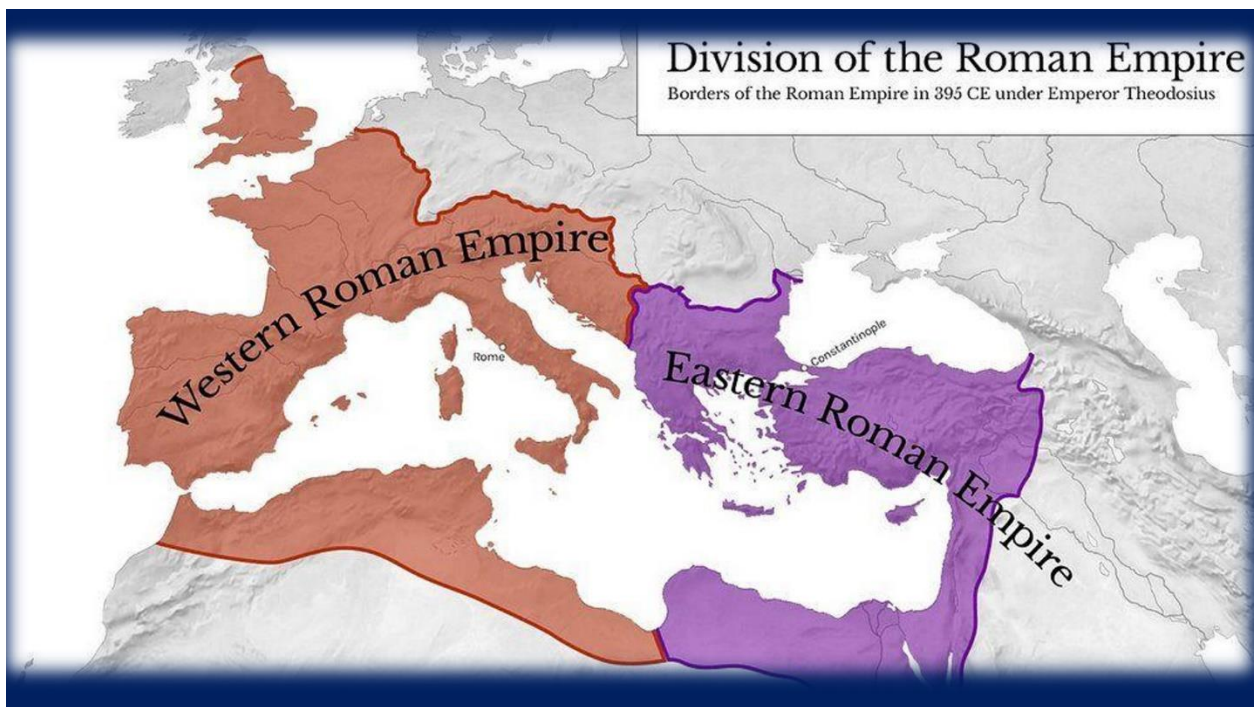 Division of the Roman Empire
Borders of the Roman Empire in 395 CE under Emperor Theodosius
Western Roman Empire
Rome
Constantinople
Eastern Roman Empire